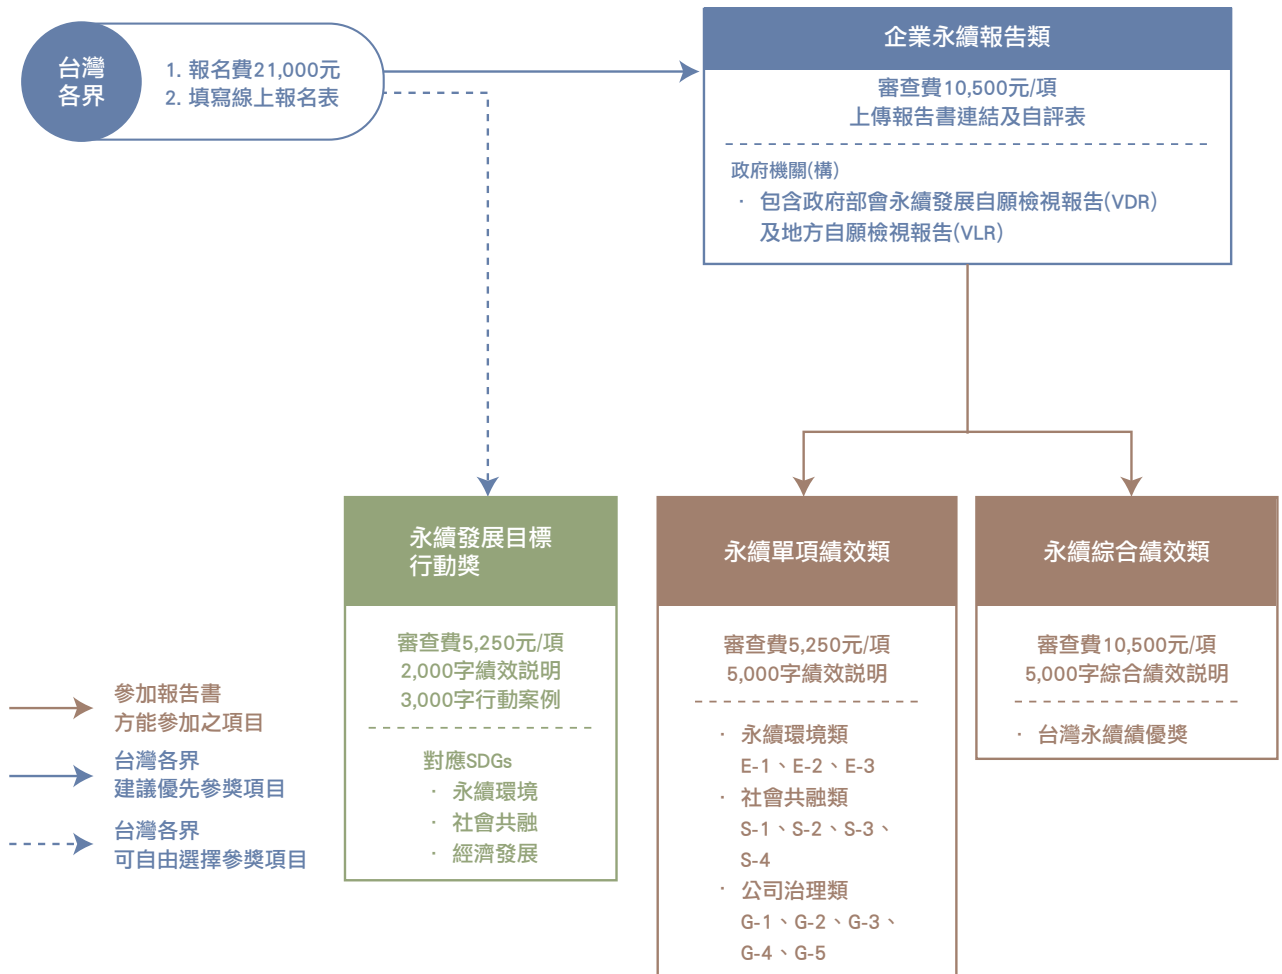 台灣
各界
1. 報名費21,000元
2. 填寫線上報名表
企業永續報告類
審查費10,500元/項
上傳報告書連結及自評表
政府機關(構)
· 包含政府部會永續發展自願檢視報告(VDR)
及地方自願檢視報告(VLR)
永續發展目標
行動獎
審查費5,250元/項
2,000字績效説明
3,000字行動案例
對應SDGs
· 永續環境
· 社會共融
· 經濟發展
永續單項績效類
審查費5,250元/項
5,000字績效説明
· 永續環境類
E-1、E-2、E-3
· 社會共融類
S-1、S-2、S-3、
S-4
· 公司治理類
G-1、G-2、G-3、
G-4、G-5
永續綜合績效類
審查費10,500元/項
5,000字綜合績效説明
· 台灣永續績優獎
參加報告書
方能參加之項目
台灣各界
建議優先參獎項目
台灣各界
可自由選擇參獎項目